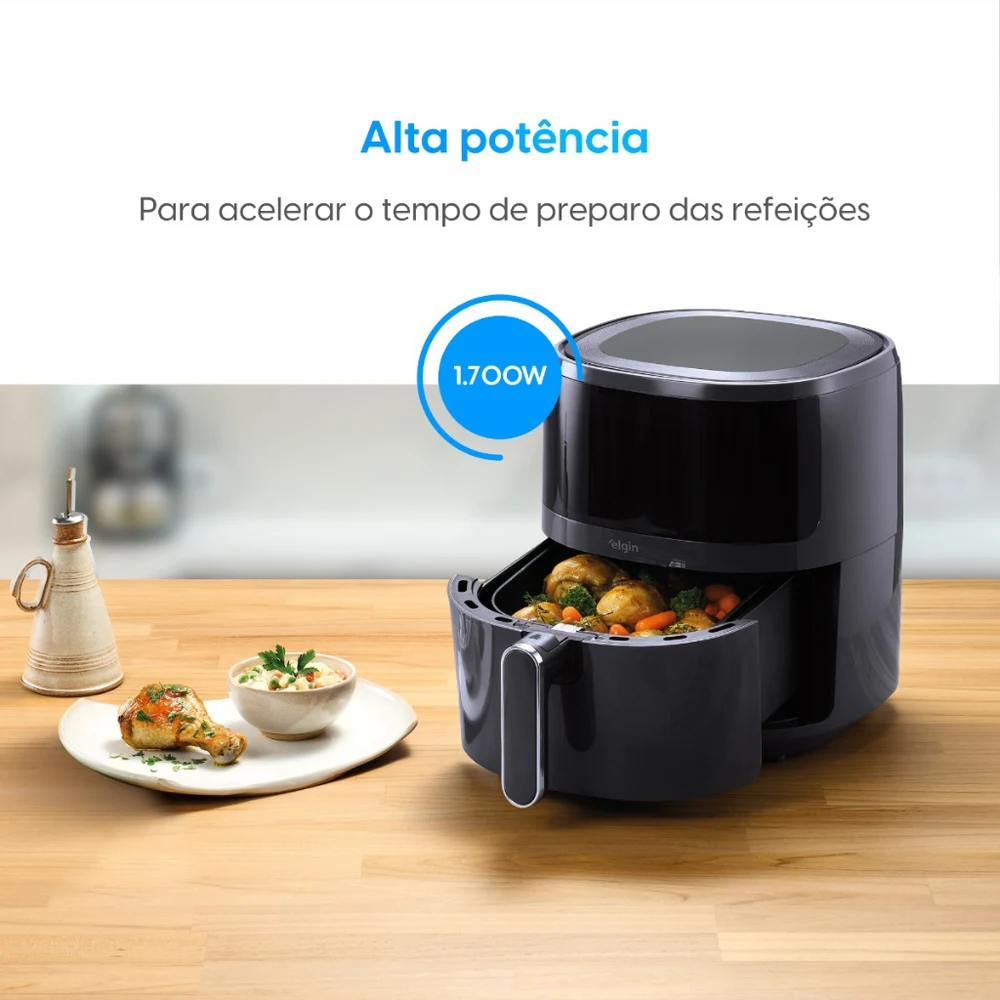 Alta potência
Para acelerar o tempo de preparo das refeições
1.700W
elgin